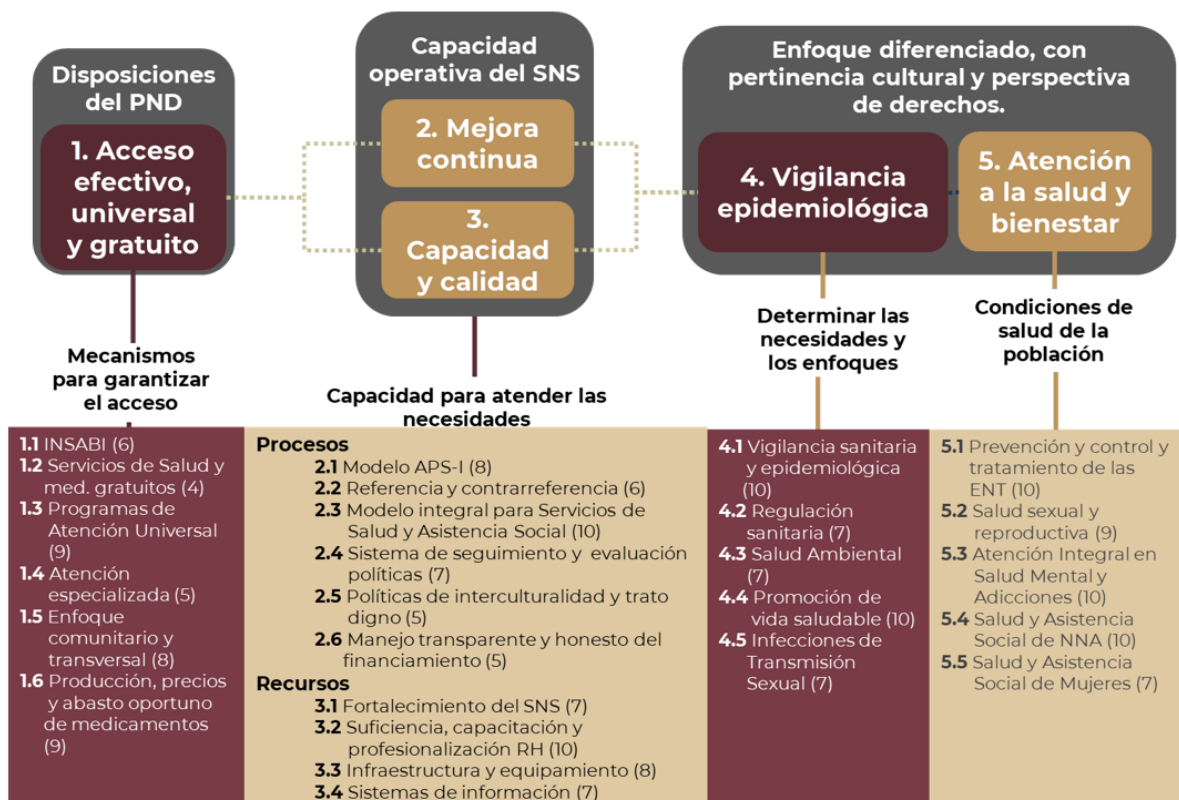 Disposiciones
del PND
1. Acceso
efectivo,
universal
y gratuito
Mecanismos
para garantizar
el acceso
Capacidad
operativa del SNS
2. Mejora
continua
3.
Capacidad
y calidad
Capacidad para atender las
necesidades
Enfoque diferenciado, con
pertinencia cultural y perspectiva
de derechos.
4. Vigilancia
epidemiológica
5. Atención
a la salud y
bienestar
Determinar las
necesidades y
los enfoques
Condiciones de
salud de la
población
1.1 INSABI (6)
1.2 Servicios de Salud y
med. gratuitos (4)
1.3 Programas de
Atención Universal
(9)
1.4 Atención
especializada (5)
1.5 Enfoque
comunitario y
transversal (8)
1.6 Producción, precios
y abasto oportuno
de medicamentos
(9)
Procesos
2.1 Modelo APS-I (8)
2.2 Referencia y contrarreferencia (6)
2.3 Modelo integral para Servicios de
Salud y Asistencia Social (10)
2.4 Sistema de seguimiento y evaluación
políticas (7)
2.5 Políticas de interculturalidad y trato
digno (5)
2.6 Manejo transparente y honesto del
financiamiento (5)
Recursos
3.1 Fortalecimiento del SNS (7)
3.2 Suficiencia, capacitación y
profesionalización RH (10)
3.3 Infraestructura y equipamiento (8)
3.4 Sistemas de información (7)
4.1 Vigilancia sanitaria
y epidemiológica
(10)
4.2 Regulación
sanitaria (7)
4.3 Salud Ambiental
(7)
4.4 Promoción de
vida saludable (10)
4.5 Infecciones de
Transmisión
Sexual (7)
5.1 Prevención y control y
tratamiento de las
ENT (10)
5.2 Salud sexual y
reproductiva (9)
5.3 Atención Integral en
Salud Mental y
Adicciones (10)
5.4 Salud y Asistencia
Social de NNA (10)
5.5 Salud y Asistencia
Social de Mujeres (7)